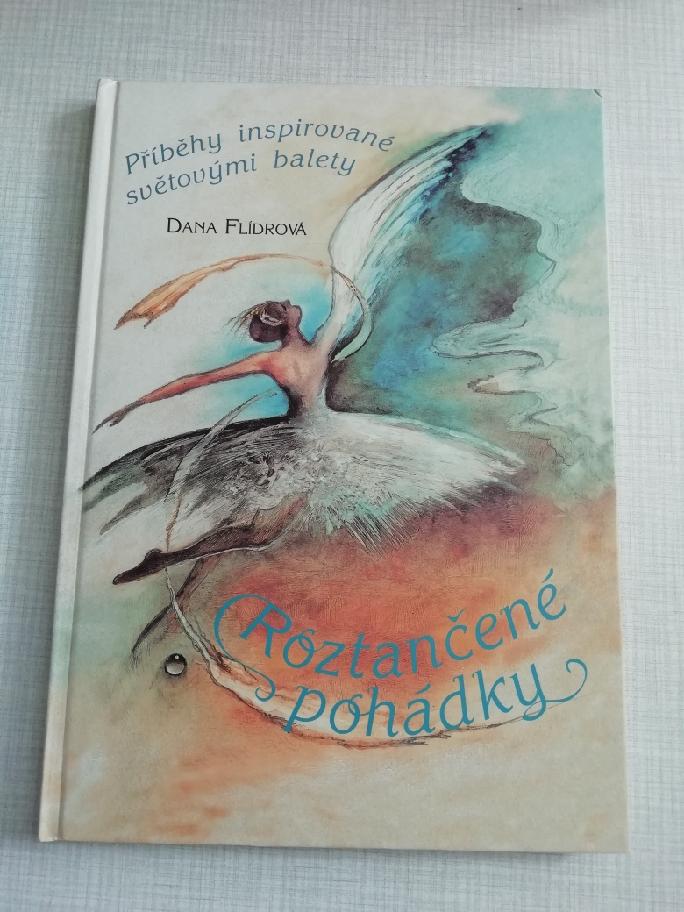 Příběhy inspirované
světovými balety
DANA FLÍDROVÁ
Roztančené
pohádky